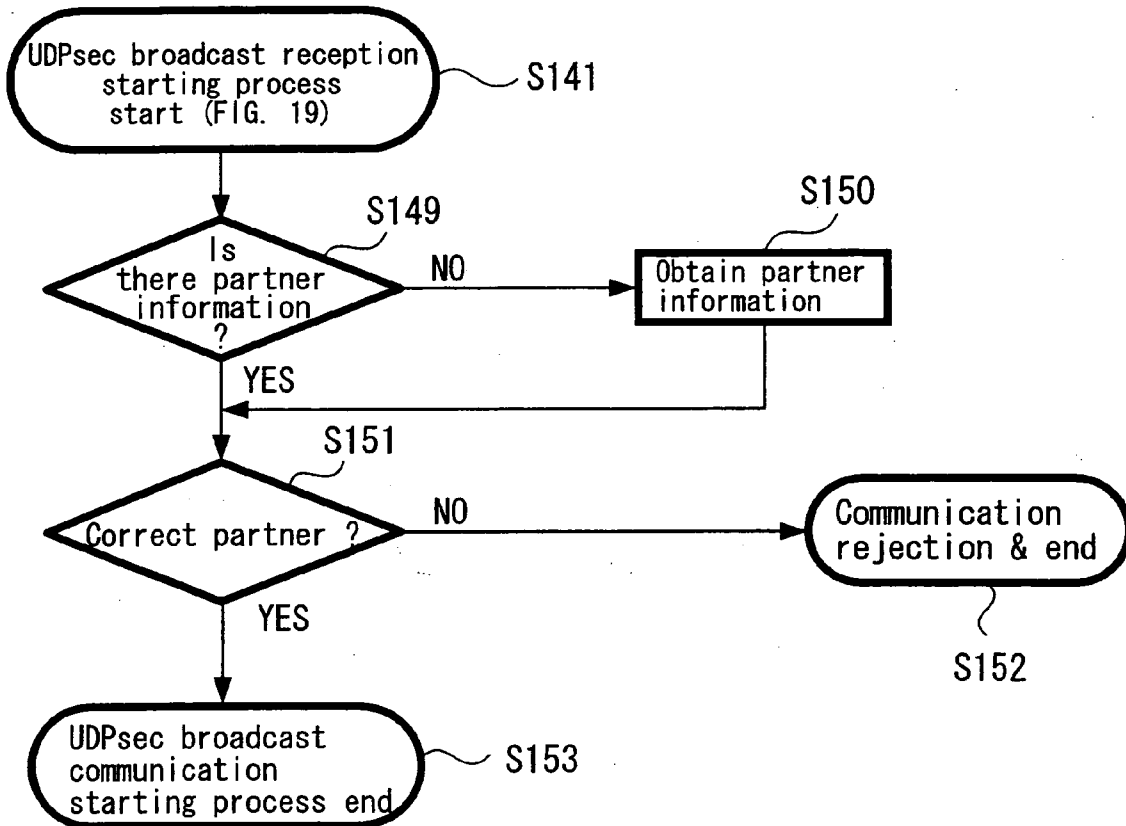 UDPsec broadcast reception
starting process
start (FIG. 19)
S141
S149
Is
there partner
information
?
NO
S150
Obtain partner
information
YES
S151
Correct partner ?
NO
Communication
rejection & end
S152
YES
UDPsec broadcast
communication
starting process end
S153